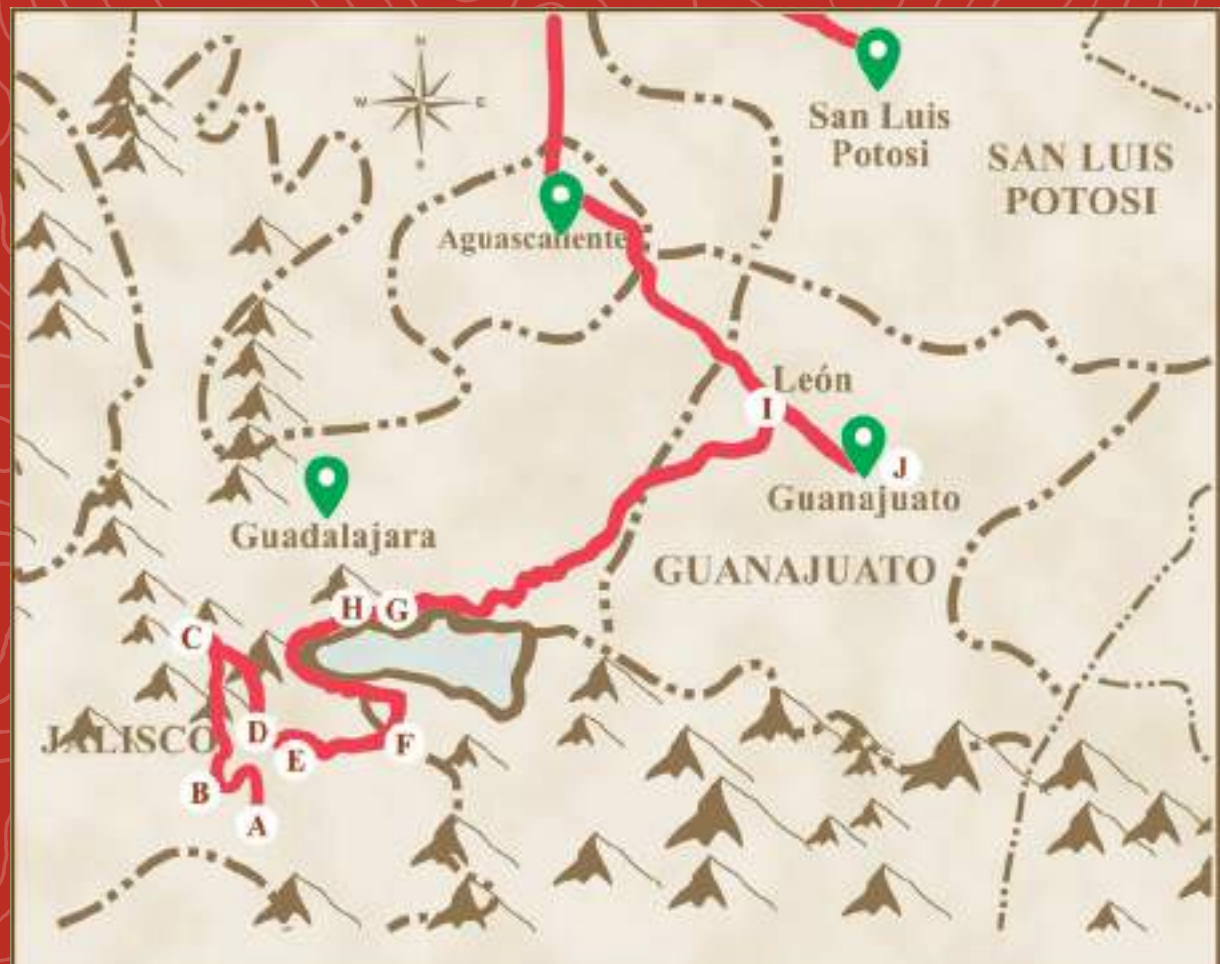 N
W
E
S
San Luis
Potosi
SAN LUIS
POTOSI
Aguascaliente
León
I
J
Guanajuato
Guadalajara
GUANAJUATO
H
G
C
JALISCO
D
E
F
B
A